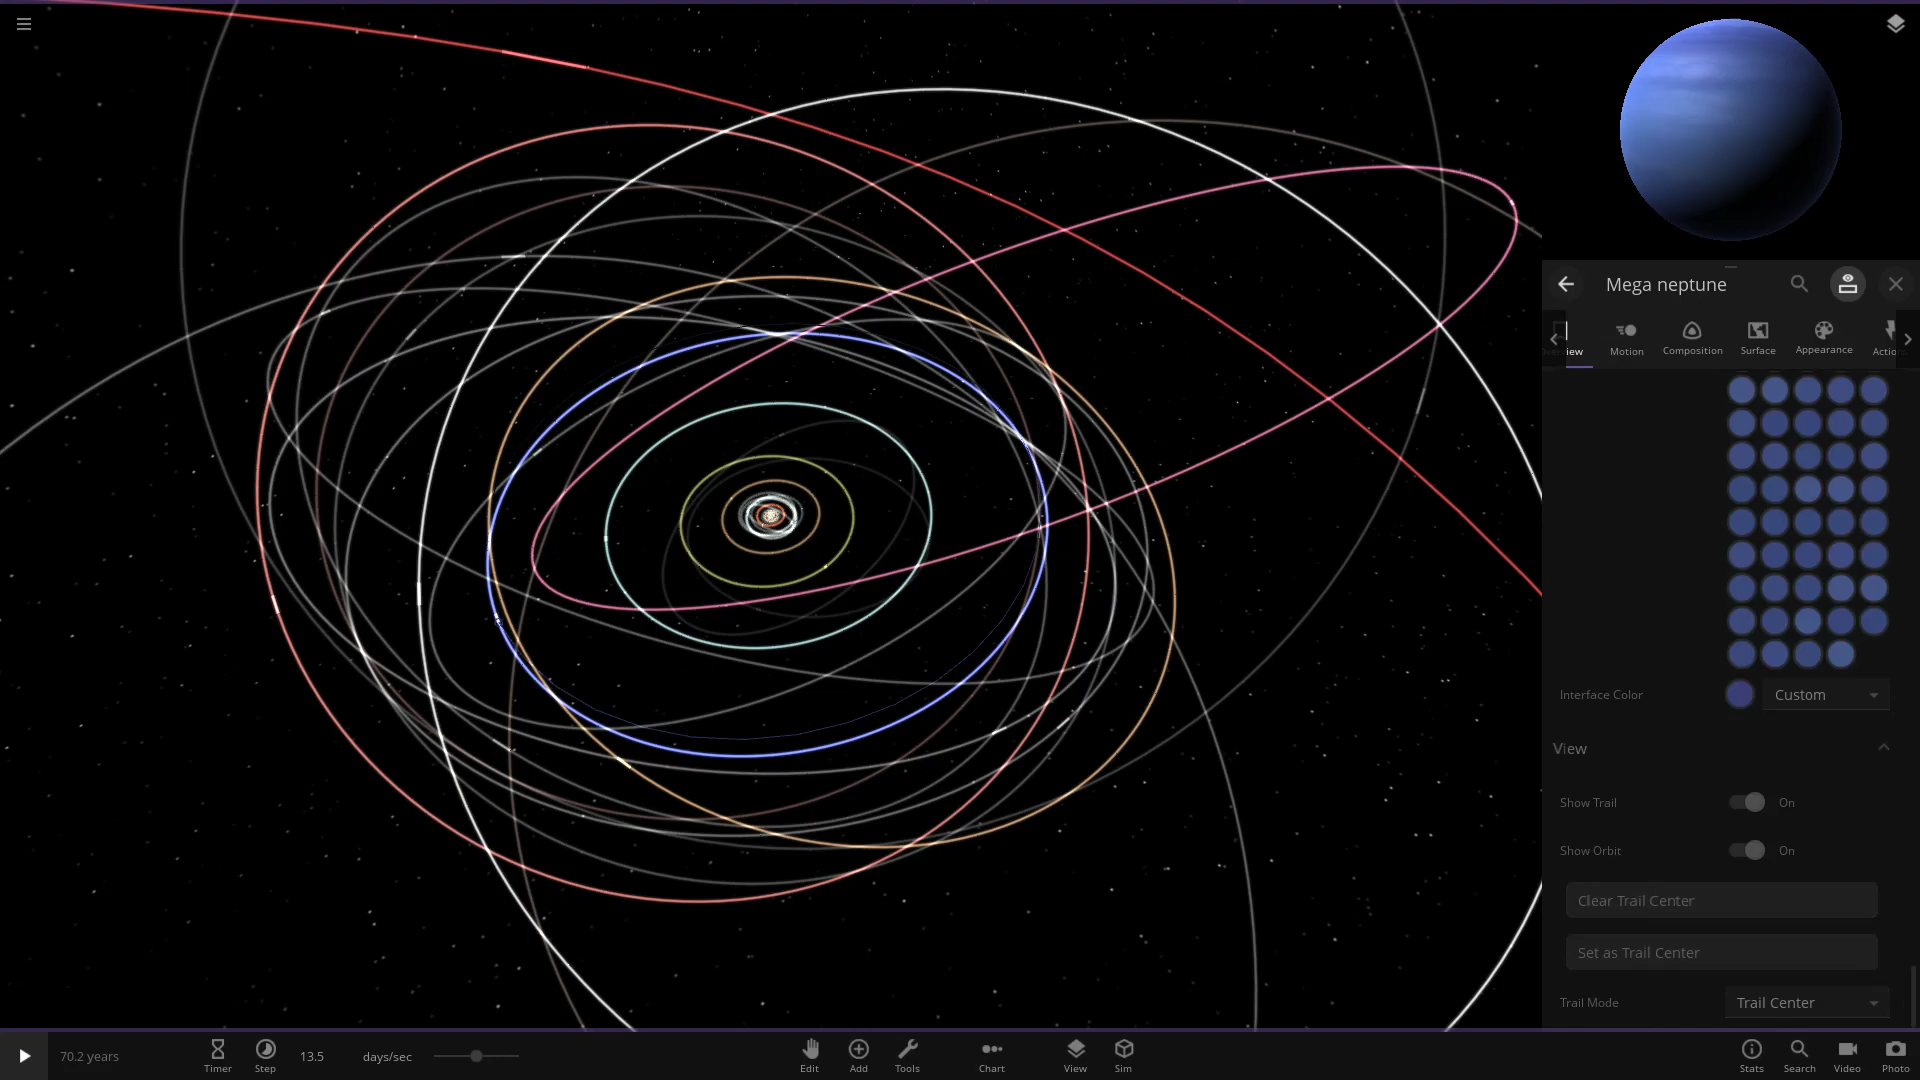 Mega neptune
iew Motion Composition Surface Appearance Actio
Interface Color Custom
View
Show Trail On
Show Orbit On
Clear Trail Center
Set as Trail Center
Trail Mode Trail Center
70.2 years Timer Step 13.5 days/sec Edit Add Tools Chart View Sim Stats Search Video Photo